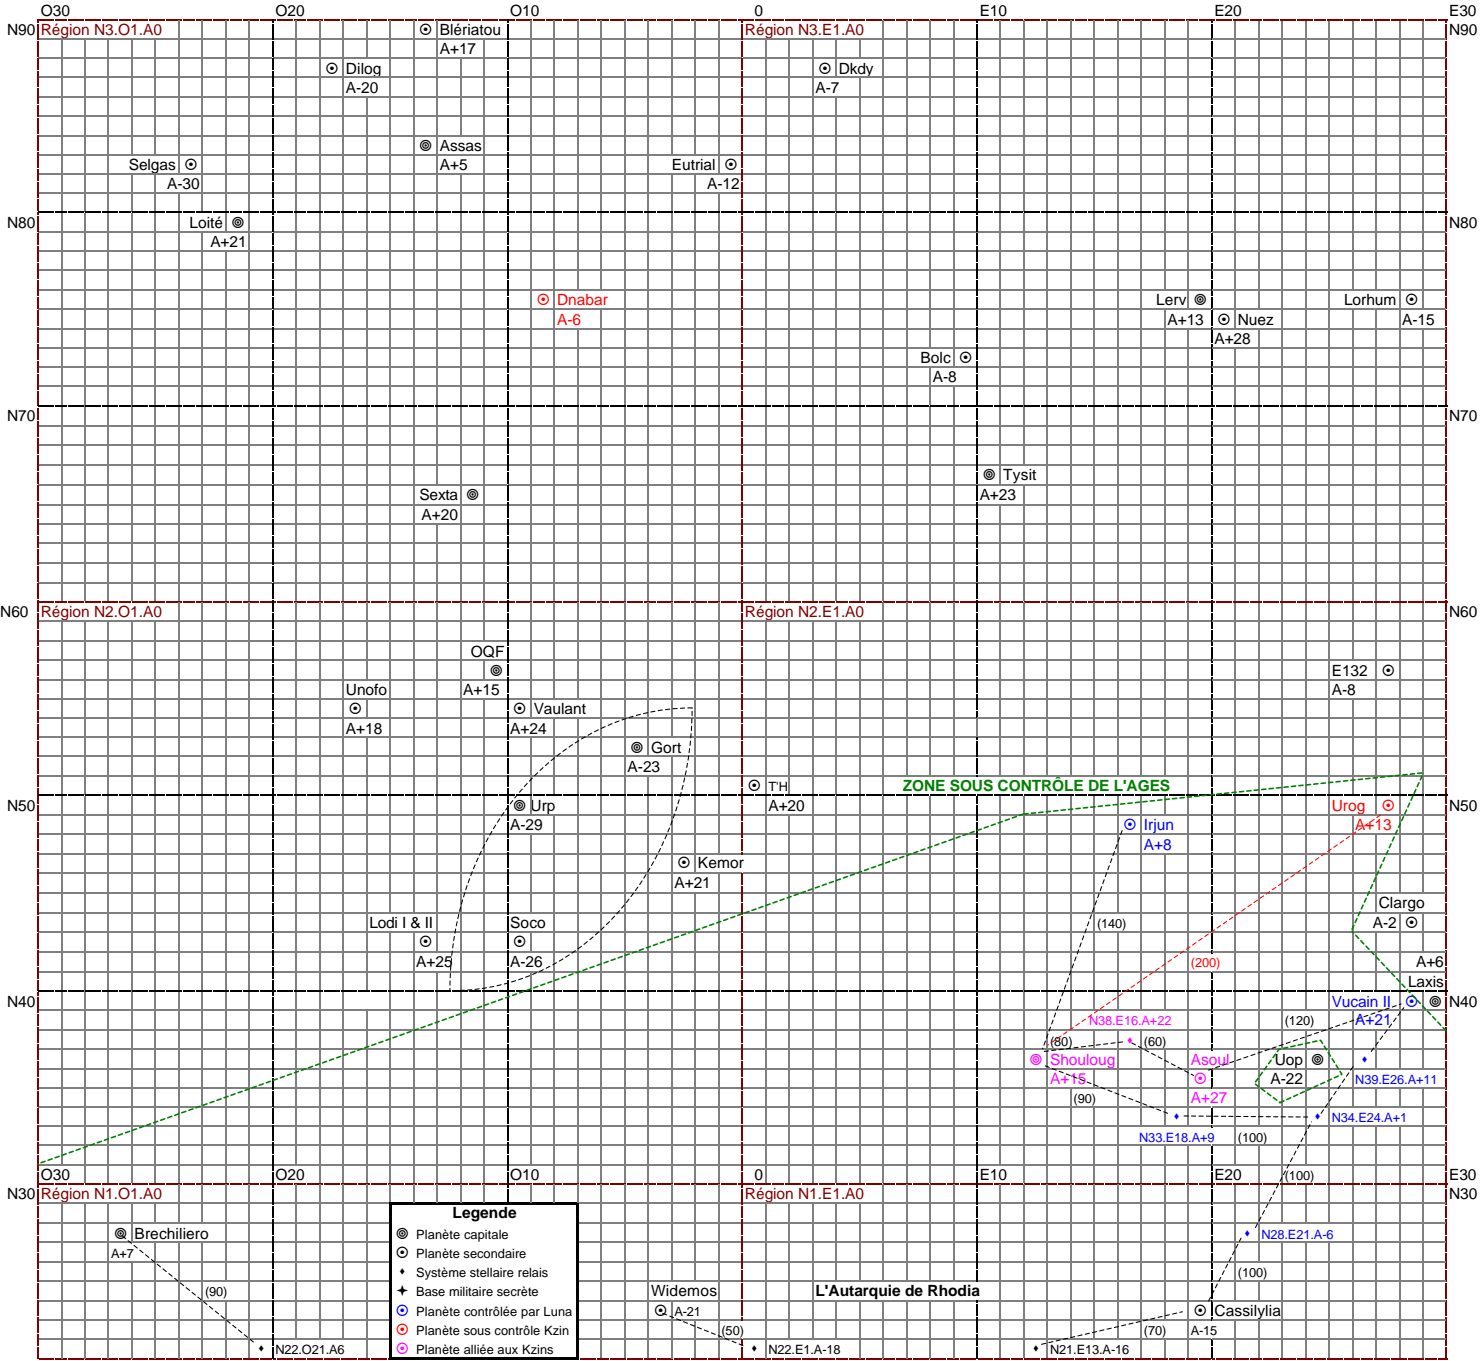 O30 O20 O10 0 E10 E20 E30
N90 Région N3.O1.A0 Blériatou Région N3.E1.A0 N90
A+17
Dilog Dkdy
A-20 A-7
Assas
Selgas A+5 Eutrial
A-30 A-12
N80 Loité N80
A+21
Dnabar Lerv Lorhum
A-6 A+13 Nuez A-15
A+28
Bolc
A-8
N70 N70
Tysit
Sexta A+23
A+20
N60 Région N2.O1.A0 Région N2.E1.A0 N60
OQF
E132
Unofo A+15 A-8
Vaulant
A+18 A+24
Gort
A-23
T'H ZONE SOUS CONTRÔLE DE L'AGES
N50 Urp A+20 Urog N50
A-29 Irjun A+13
A+8
Kemor
A+21
Clargo
Lodi I & II Soco (140) A-2
A+25 A-26 (200) A+6
Laxis
Vucain II N40
N40 N38.E16.A+22 (120) A+21
(80) (60)
Shouloug Asoul Uop
A+15 A+27 A-22 N39.E26.A+11
(90)
N34.E24.A+1
N33.E18.A+9 (100)
O30 O20 O10 0 E10 E20 (100) E30
N30 Région N1.O1.A0 Région N1.E1.A0 N30
Legende
Brechiliero Planète capitale N28.E21.A-6
A+7 Planète secondaire
Système stellaire relais (100)
(90) Base militaire secrète Widemos L'Autarquie de Rhodia
Planète contrôlée par Luna A-21 Cassilylia
Planète sous contrôle Kzin (50) (70) A-15
N22.O21.A6 Planète alliée aux Kzins N22.E1.A-18 N21.E13.A-16